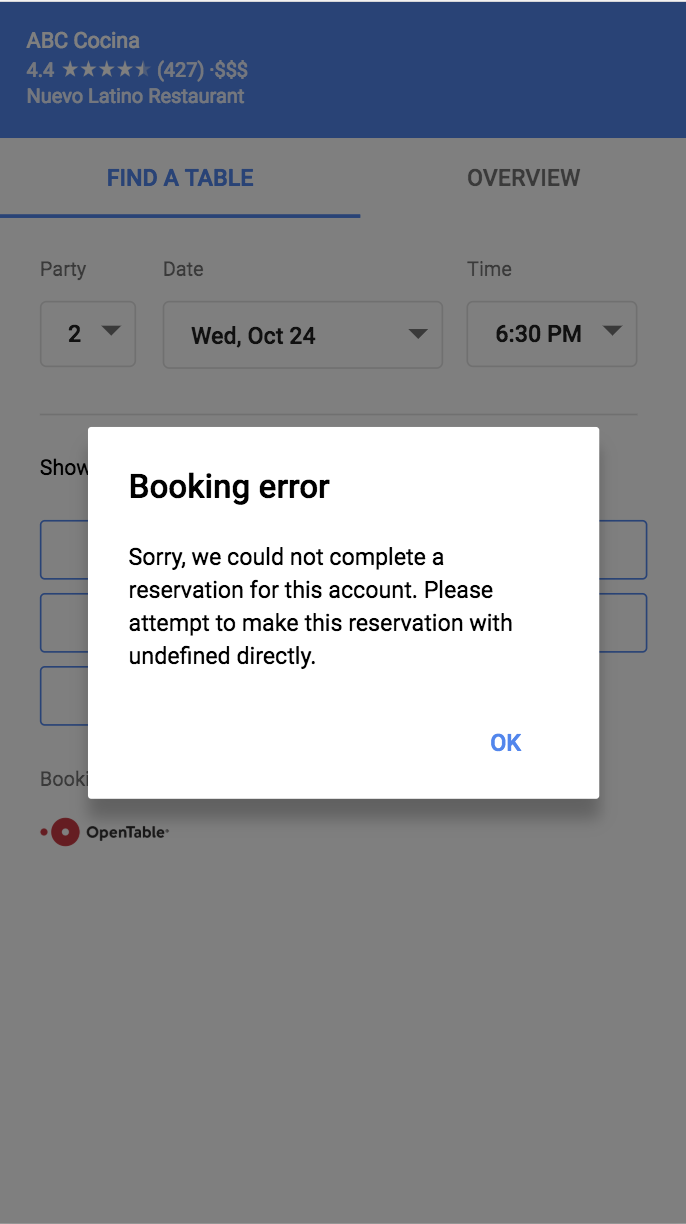 ABC Cocina
4.4 ★★★★★ (427) ·$$$
Nuevo Latino Restaurant
FIND A TABLE OVERVIEW
Party Date Time
2 Wed, Oct 24 6:30 PM
Show
Booking error
Sorry, we could not complete a
reservation for this account. Please
attempt to make this reservation with
undefined directly.
OK
Booki
OpenTable